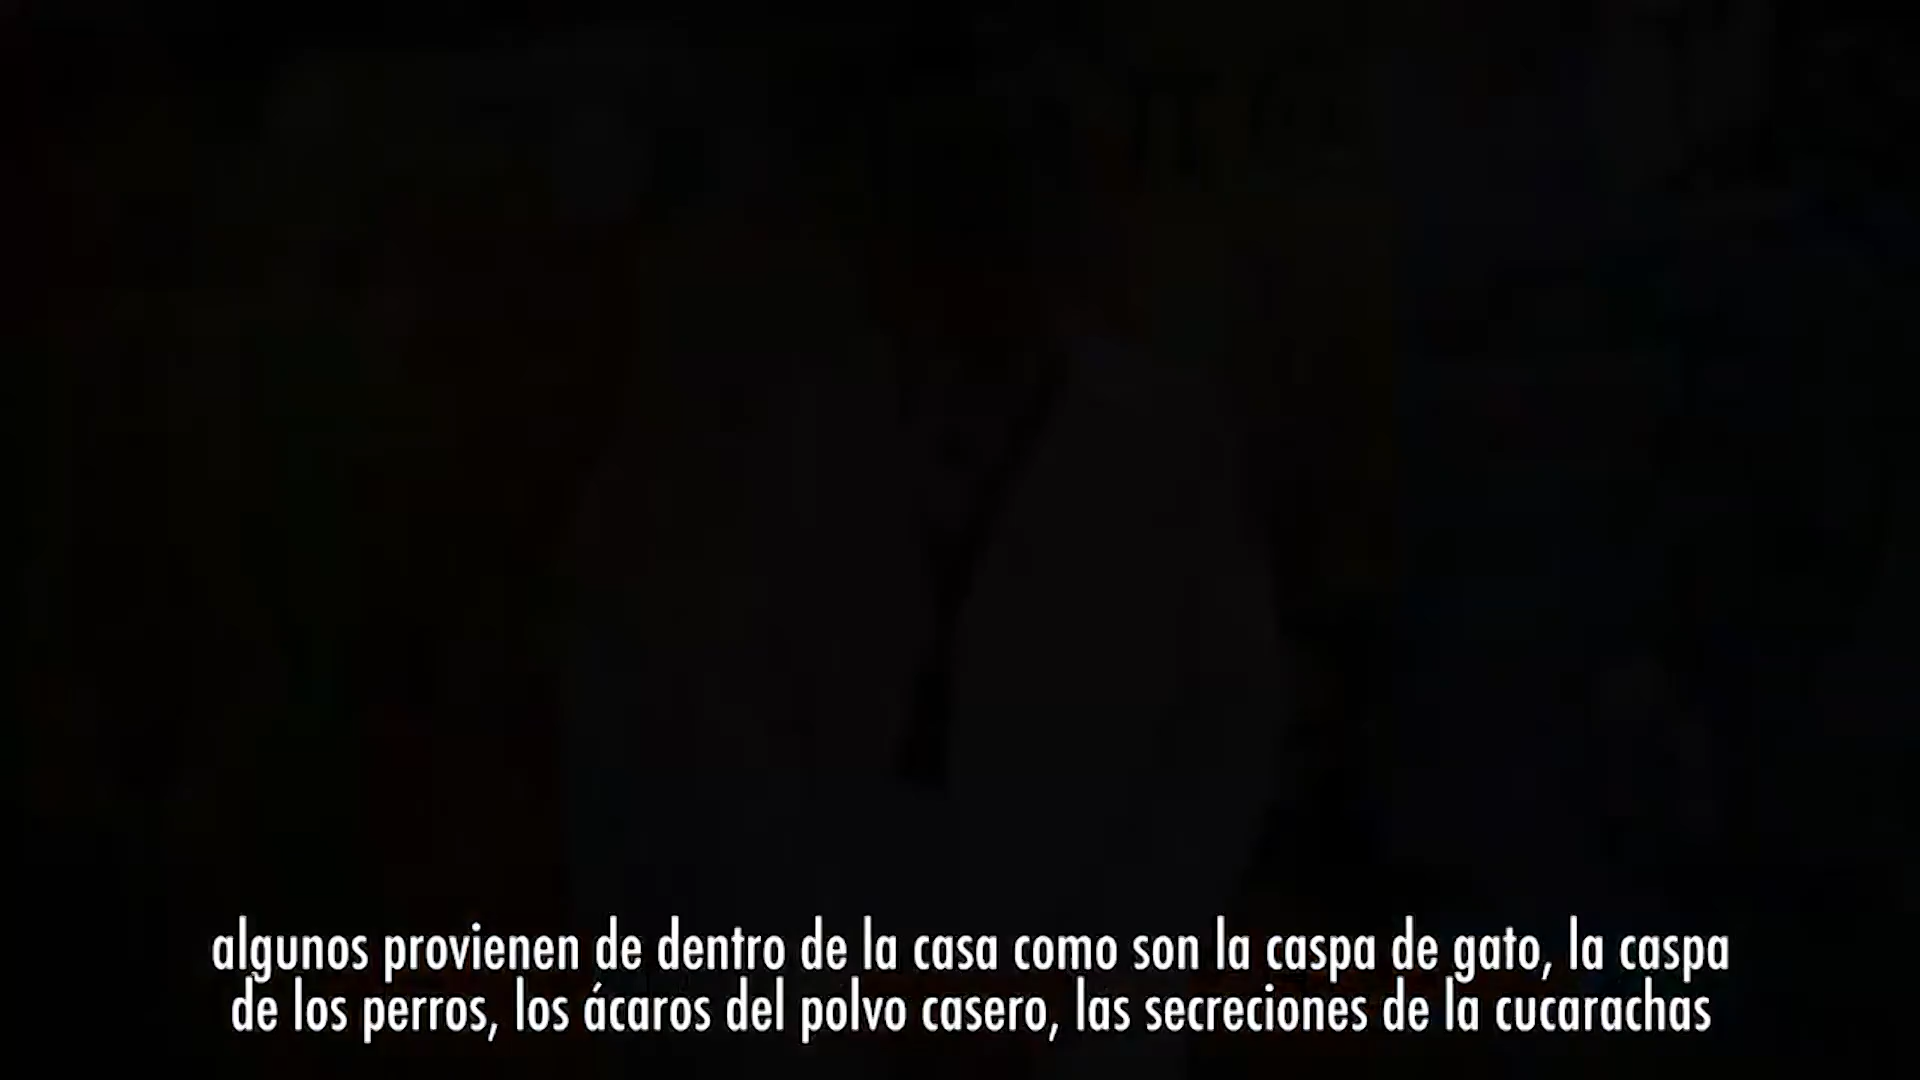 algunos provienen de dentro de la casa como son la caspa de gato, la caspa
de los perros, los ácaros del polvo casero, las secreciones de la cucarachas